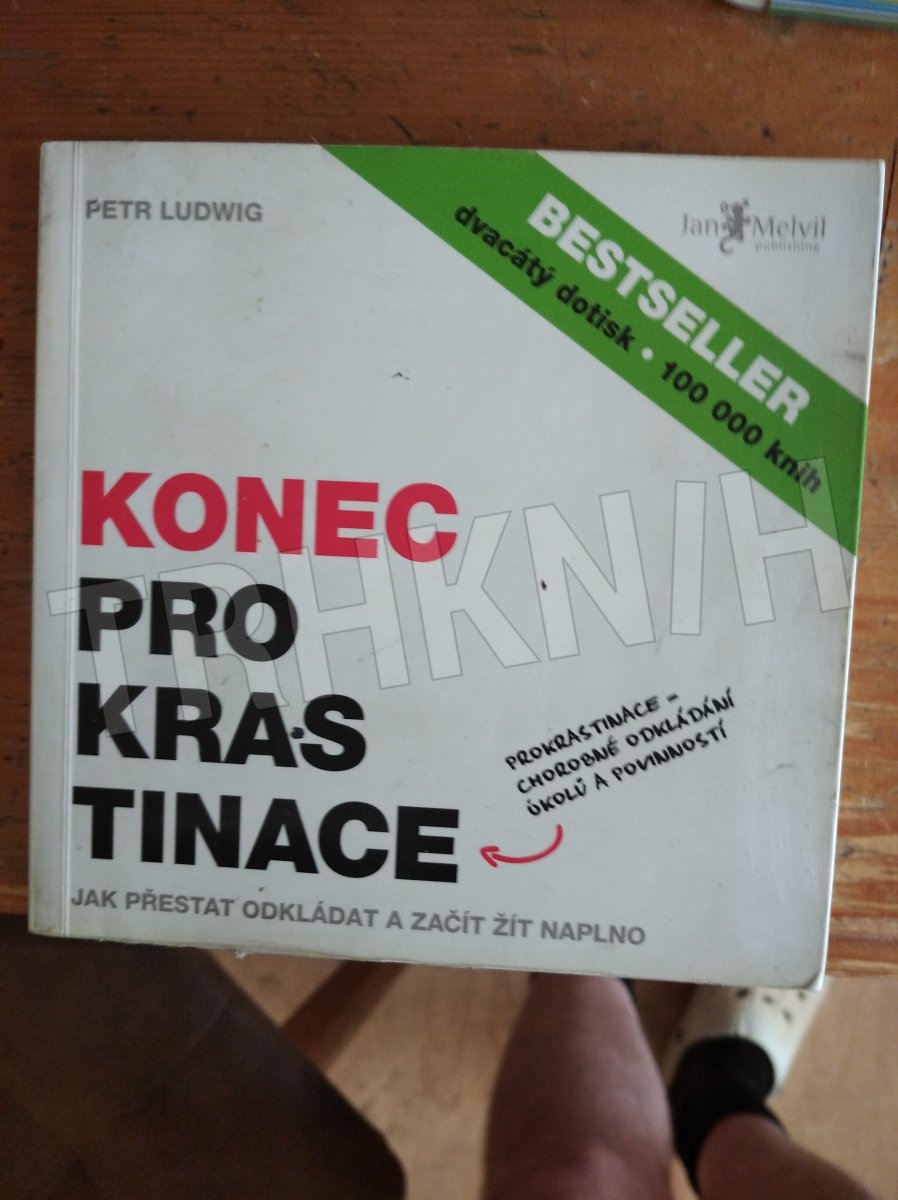 PETR LUDWIG
Jan Melvil
publishing
BESTSELLER
dvacátý dotisk • 100 000 knih
KONEC
PRO
KRAS
TINACE
TRHKNIH
PROKRASTINACE –
CHOROBNÉ ODKLÁDÁNÍ
ÚKOLŮ A POVINNOSTÍ
JAK PŘESTAT ODKLÁDAT A ZAČÍT ŽÍT NAPLNO